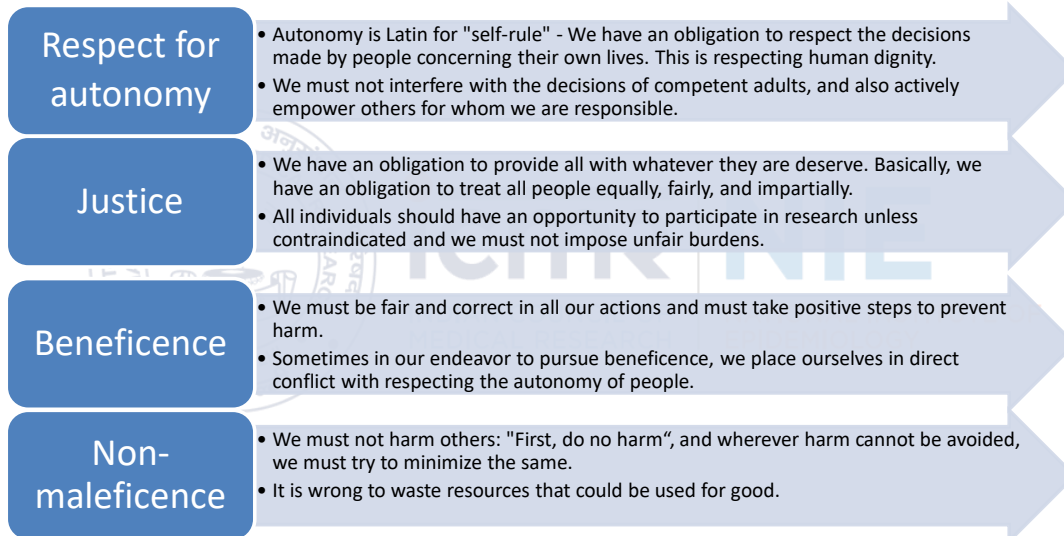 Respect for
autonomy
• Autonomy is Latin for "self-rule" - We have an obligation to respect the decisions
made by people concerning their own lives. This is respecting human dignity.
• We must not interfere with the decisions of competent adults, and also actively
empower others for whom we are responsible.
Justice
• We have an obligation to provide all with whatever they are deserve. Basically, we
have an obligation to treat all people equally, fairly, and impartially.
• All individuals should have an opportunity to participate in research unless
contraindicated and we must not impose unfair burdens.
icmr NIE
Beneficence
• We must be fair and correct in all our actions and must take positive steps to prevent
harm.
MEDICAL RESEARCH
• Sometimes in our endeavor to pursue beneficence, we place ourselves in direct
conflict with respecting the autonomy of people.
Non-
maleficence
• We must not harm others: "First, do no harm“, and wherever harm cannot be avoided,
we must try to minimize the same.
• It is wrong to waste resources that could be used for good.